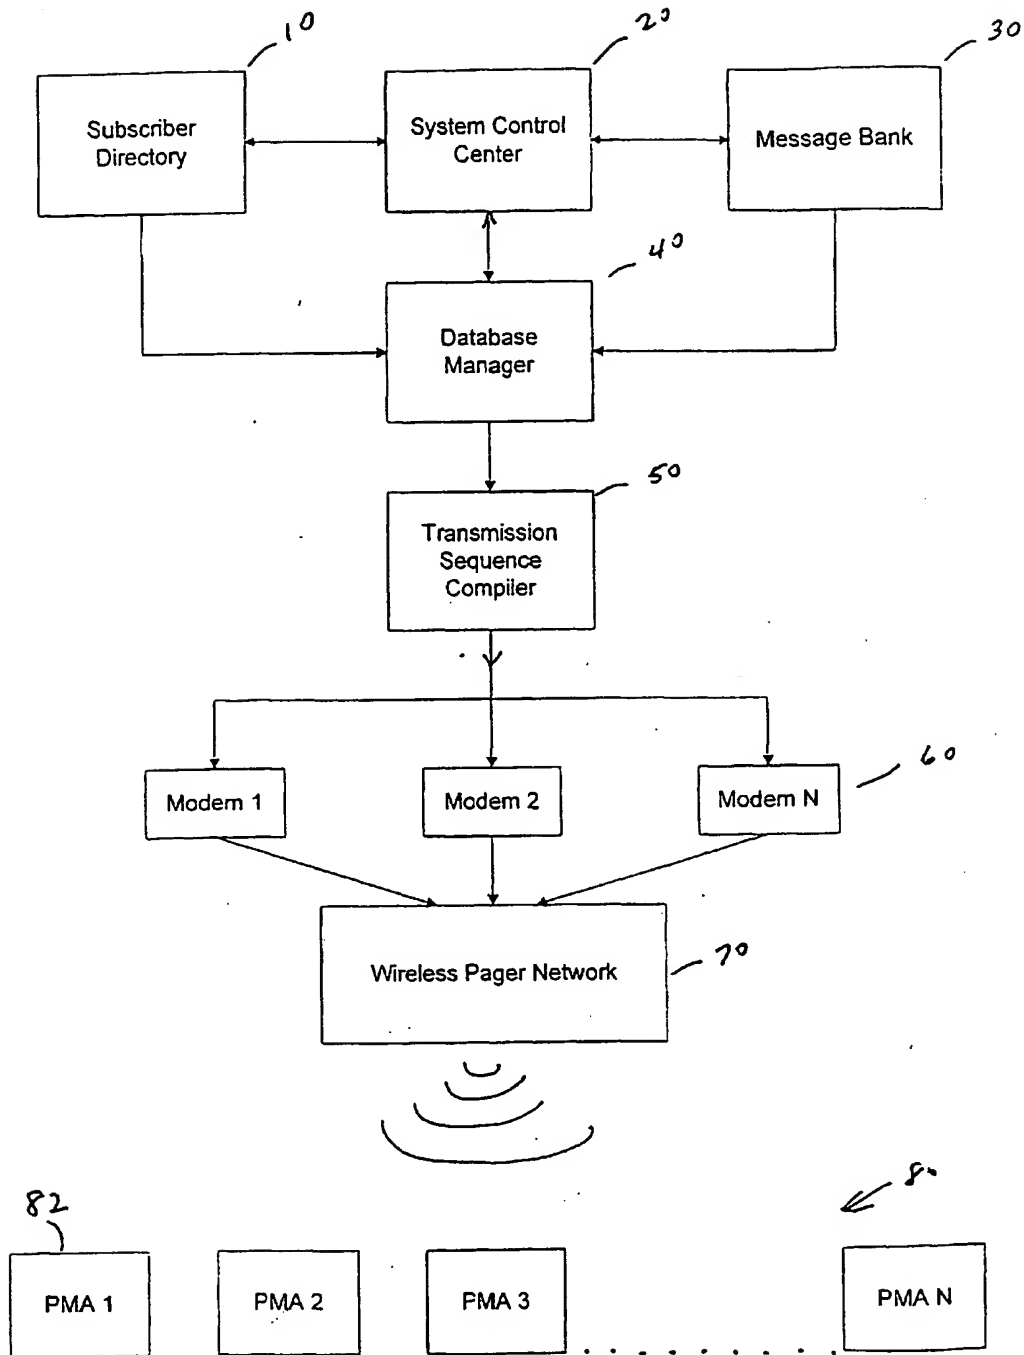 10
20
30
Subscriber
Directory
System Control
Center
Message Bank
40
Database
Manager
50
Transmission
Sequence
Compiler
60
Modem 1
Modem 2
Modem N
Wireless Pager Network
70
82
PMA 1
PMA 2
PMA 3
PMA N